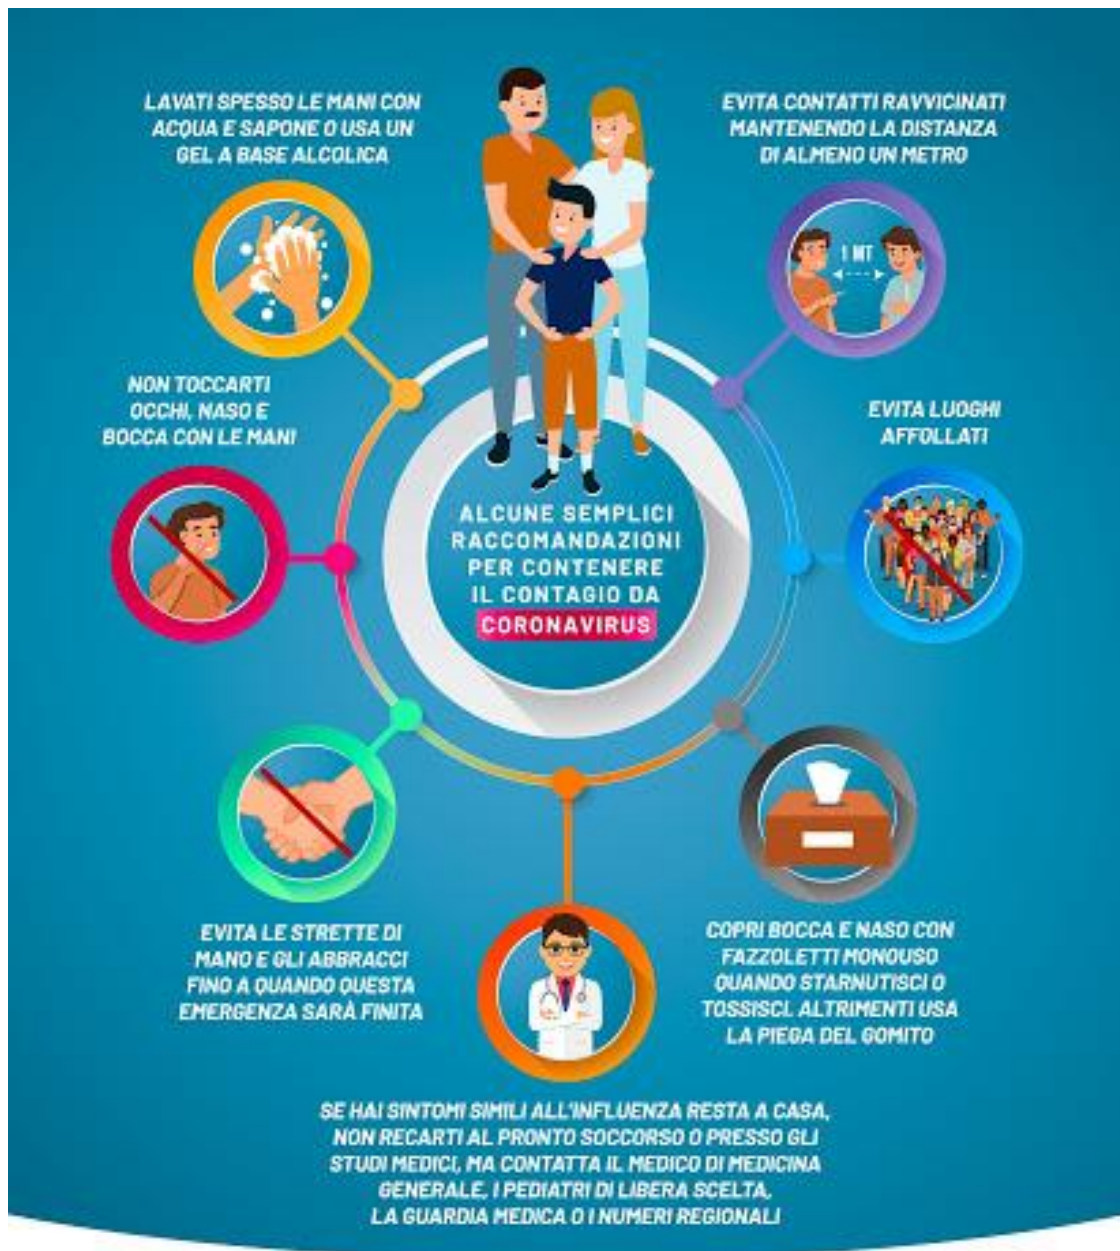 LAVATI SPESSO LE MANI CON
ACQUA E SAPONE O USA UN
GEL A BASE ALCOLICA
EVITA CONTATTI RAVVICINATI
MANTENENDO LA DISTANZA
DI ALMENO UN METRO
1 MT
NON TOCCARTI
OCCHI, NASO E
BOCCA CON LE MANI
EVITA LUOGHI
AFFOLLATI
ALCUNE SEMPLICI
RACCOMANDAZIONI
PER CONTENERE
IL CONTAGIO DA
CORONAVIRUS
EVITA LE STRETTE DI
MANO E GLI ABBRACCI
FINO A QUANDO QUESTA
EMERGENZA SARÀ FINITA
COPRI BOCCA E NASO CON
FAZZOLETTI MONOUSO
QUANDO STARNUTISCI O
TOSSISCI. ALTRIMENTI USA
LA PIEGA DEL GOMITO
SE HAI SINTOMI SIMILI ALL'INFLUENZA RESTA A CASA,
NON RECARTI AL PRONTO SOCCORSO O PRESSO GLI
STUDI MEDICI, MA CONTATTA IL MEDICO DI MEDICINA
GENERALE, I PEDIATRI DI LIBERA SCELTA,
LA GUARDIA MEDICA O I NUMERI REGIONALI